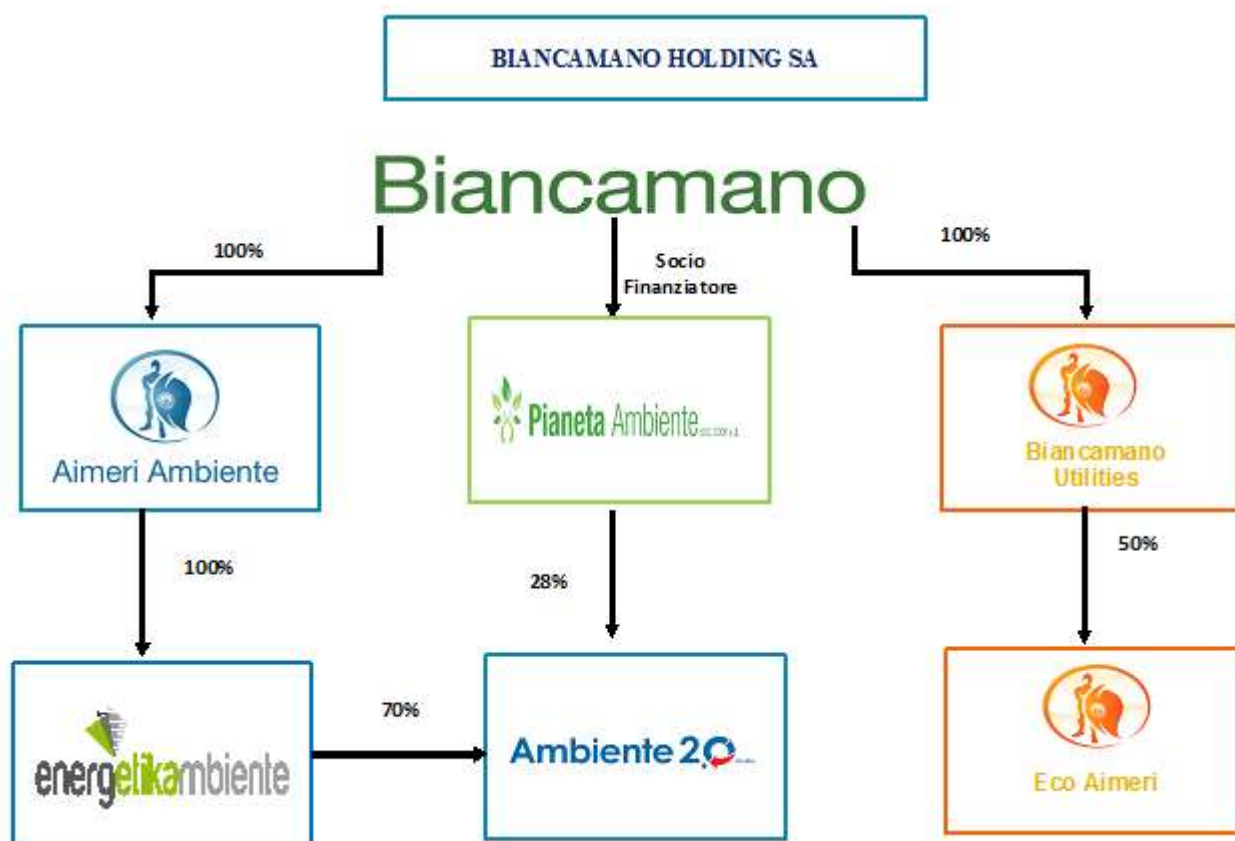 BIANCAMANO HOLDING SA
Biancamano
100%
Socio
Finanziatore
100%
Aimeri Ambiente
Pianeta Ambiente
Biancamano
Utilities
100%
28%
50%
energetikambiente
70%
Ambiente 2.0
Eco Aimeri